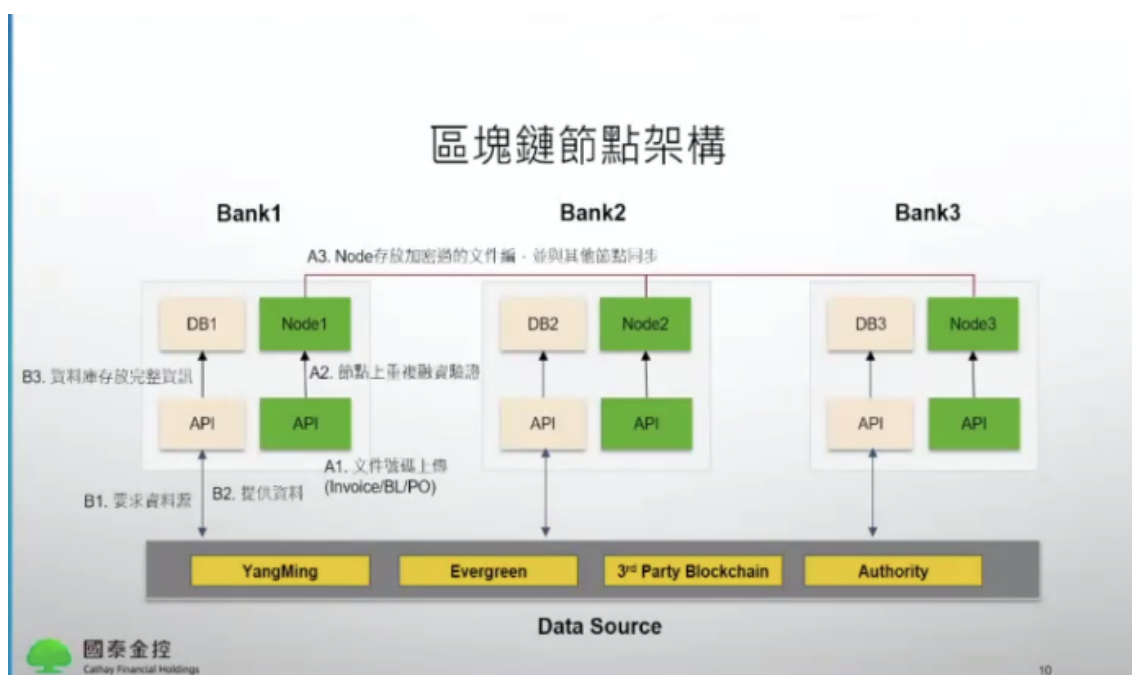 區塊鏈節點架構
Bank1
Bank2
Bank3
A3. Node存放加密過的文件編，並與其他節點同步
DB1
Node1
DB2
Node2
DB3
Node3
B3. 資料庫存放完整資訊
A2. 節點上重複融資驗證
API
API
API
API
API
API
A1. 文件號碼上傳
(Invoice/BL/PO)
B1. 要求資料源
B2. 提供資料
YangMing
Evergreen
3rd Party Blockchain
Authority
Data Source
國泰金控
Cathay Financial Holdings
10